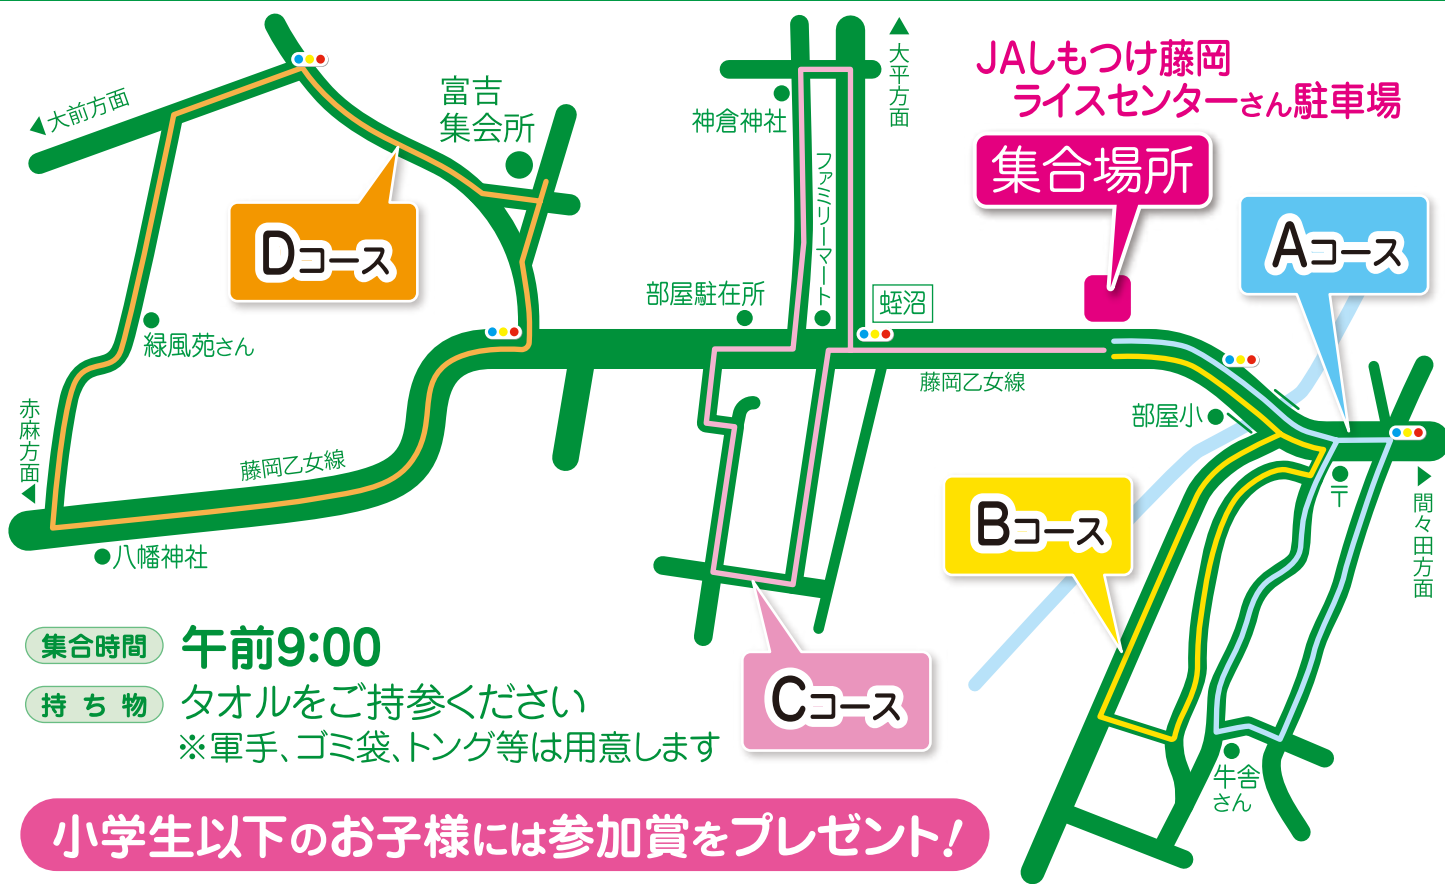 大前方面
富吉
集会所
Dコース
緑風苑さん
赤麻方面
藤岡乙女線
八幡神社
神倉神社
大平方面
ファミリーマート
部屋駐在所
蛭沼
JAしもつけ藤岡
ライスセンターさん駐車場
集合場所
Aコース
藤岡乙女線
部屋小
〒
間々田方面
Bコース
Cコース
牛舎
さん
集合時間 午前9:00
持ち物 タオルをご持参ください
※軍手、ゴミ袋、トング等は用意します
小学生以下のお子様には参加賞をプレゼント!